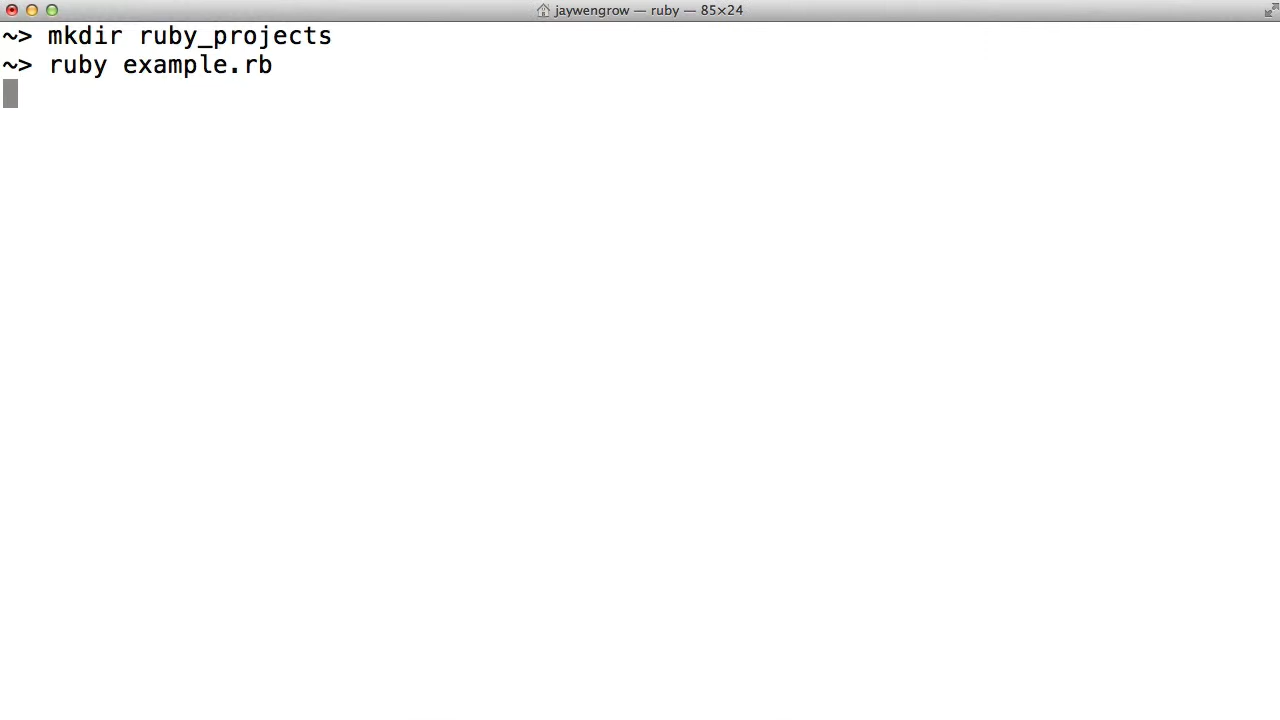 jaywengrow — ruby — 85×24
~> mkdir ruby_projects
~> ruby example.rb